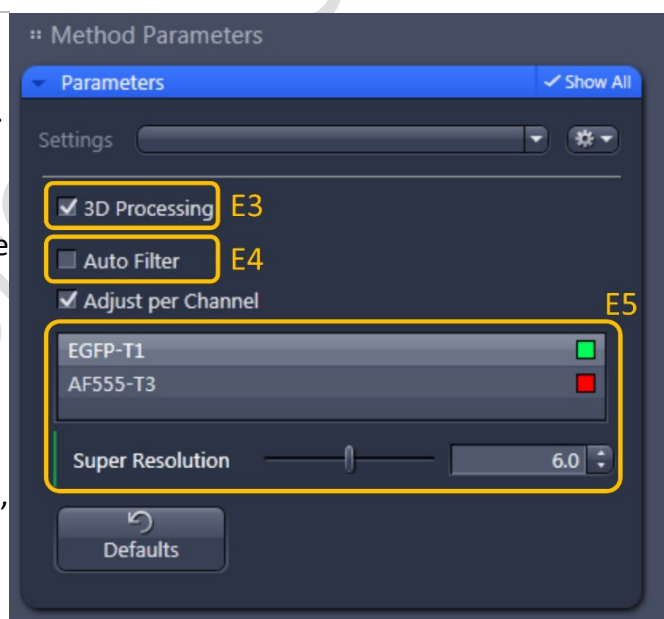 Method Parameters
Parameters Show All
Settings
3D Processing E3
e
Auto Filter E4
Adjust per Channel E5
EGFP-T1
AF555-T3
Super Resolution 6.0
,
Defaults